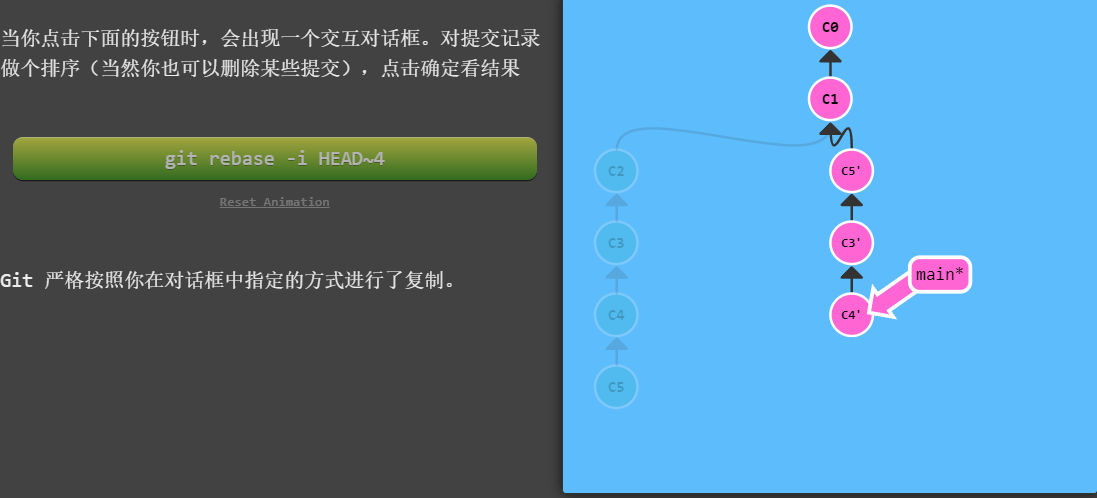 当你点击下面的按钮时，会出现一个交互对话框。对提交记录
做个排序（当然你也可以删除某些提交），点击确定看结果
git rebase -i HEAD~4
Reset Animation
Git 严格按照你在对话框中指定的方式进行了复制。
C0
C1
C2
C5'
C3
C3'
main*
C4
C4'
C5